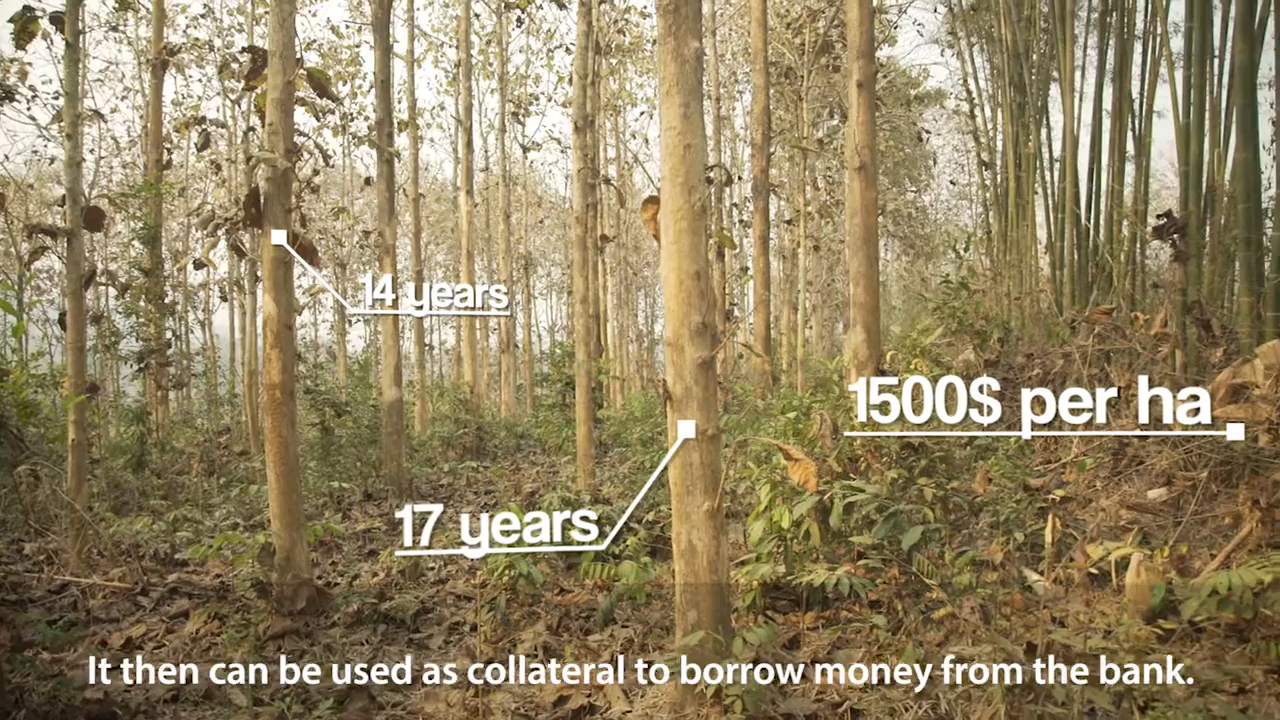 14 years
1500$ per ha
17 years
It then can be used as collateral to borrow money from the bank.